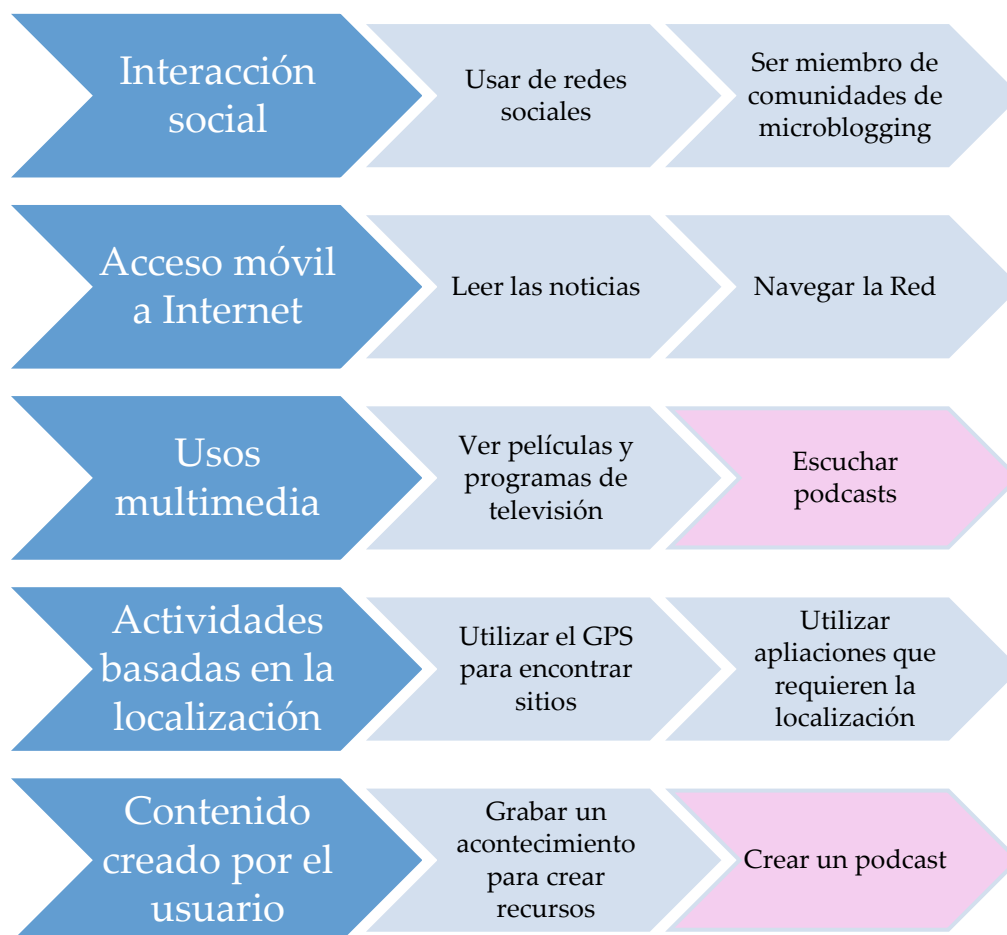 Interacción
social
Usar de redes
sociales
Ser miembro de
comunidades de
microblogging
Acceso móvil
a Internet
Leer las noticias
Navegar la Red
Usos
multimedia
Ver películas y
programas de
televisión
Escuchar
podcasts
Actividades
basadas en la
localización
Utilizar el GPS
para encontrar
sitios
Utilizar
apliaciones que
requieren la
localización
Contenido
creado por el
usuario
Grabar un
acontecimiento
para crear
recursos
Crear un podcast